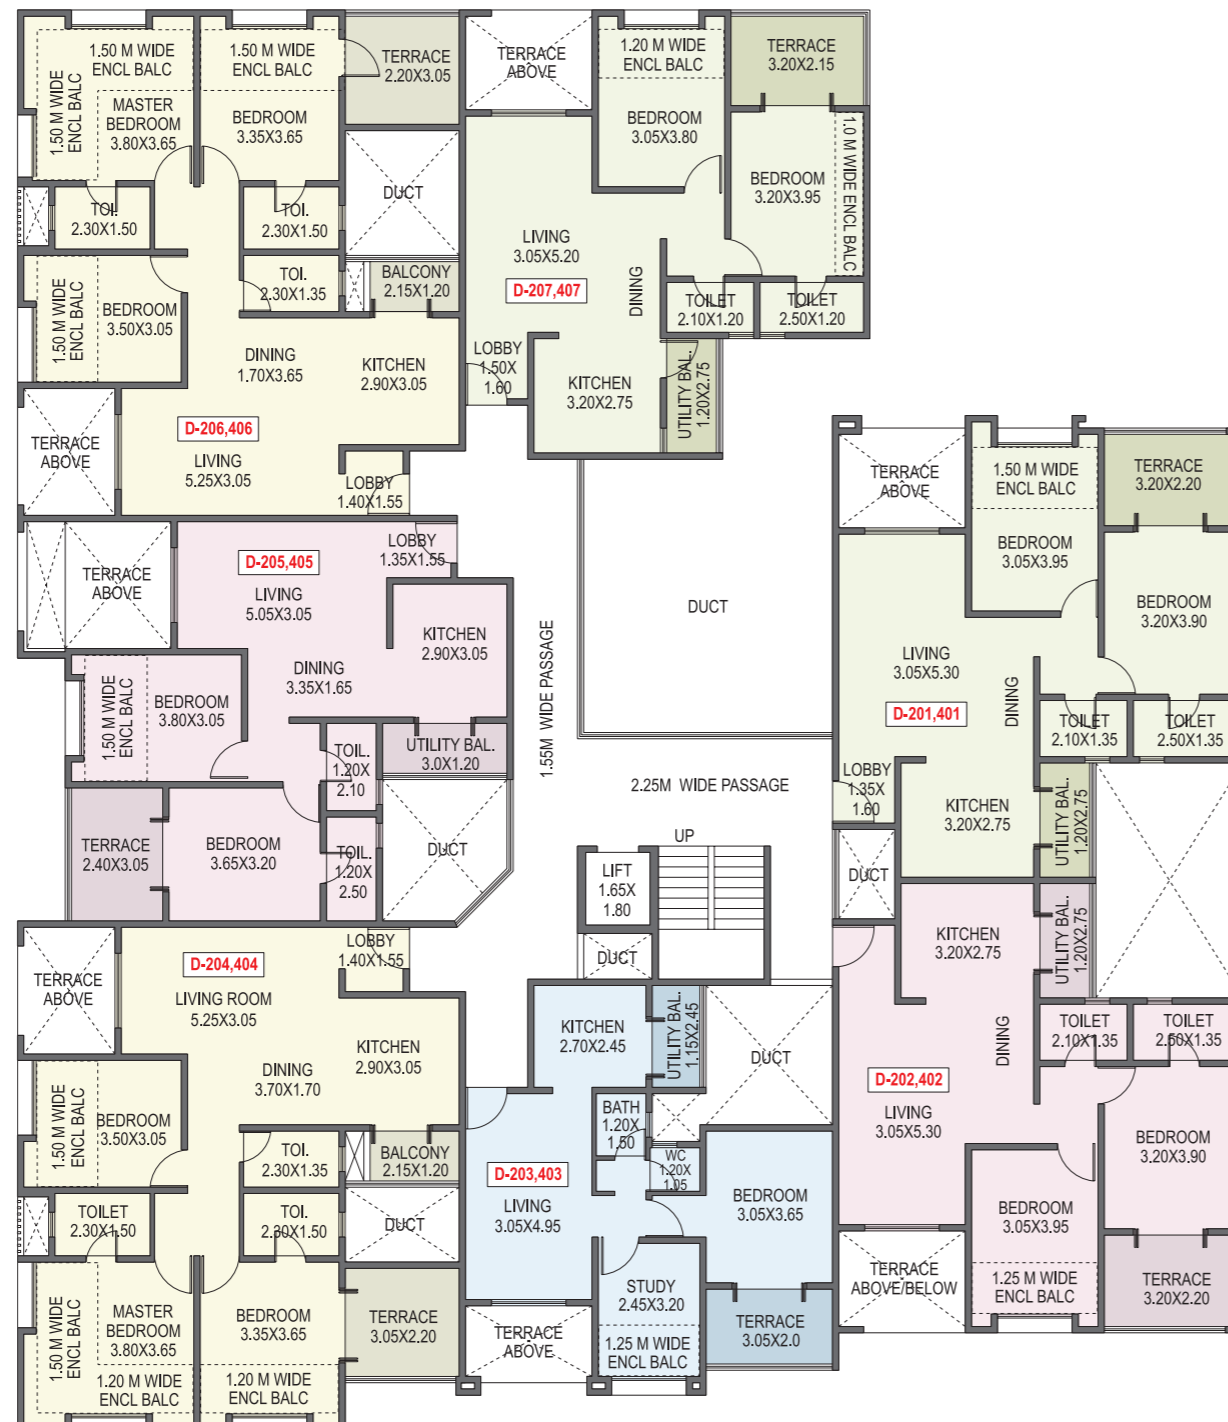 1.50 M WIDE
ENCL BALC
1.50 M WIDE
ENCL BALC
MASTER
BEDROOM
3.80X3.65
1.50 M WIDE
ENCL BALC
BEDROOM
3.35X3.65
TERRACE
2.20X3.05
TOI.
2.30X1.50
TOI.
2.30X1.50
DUCT
1.50 M WIDE
ENCL BALC
BEDROOM
3.50X3.05
TOI.
2.30X1.35
BALCONY
2.15X1.20
DINING
1.70X3.65
KITCHEN
2.90X3.05
TERRACE
ABOVE
D-206,406
LIVING
5.25X3.05
LOBBY
1.40X1.55
TERRACE
ABOVE
1.20 M WIDE
ENCL BALC
BEDROOM
3.05X3.80
TERRACE
3.20X2.15
BEDROOM
3.20X3.95
1.0 M WIDE ENCL BALC
LIVING
3.05X5.20
D-207,407
DINING
TOILET
2.10X1.20
TOILET
2.50X1.20
LOBBY
1.50X
1.60
KITCHEN
3.20X2.75
UTILITY BAL.
1.20X2.75
TERRACE
ABOVE
D-205,405
LIVING
5.05X3.05
LOBBY
1.35X1.55
KITCHEN
2.90X3.05
DINING
3.35X1.65
1.50 M WIDE
ENCL BALC
BEDROOM
3.80X3.05
TOIL.
1.20X
2.10
UTILITY BAL.
3.0X1.20
TERRACE
2.40X3.05
BEDROOM
3.65X3.20
TOIL.
1.20X
2.50
DUCT
1.55M WIDE PASSAGE
DUCT
2.25M WIDE PASSAGE
UP
LIFT
1.65X
1.80
DUCT
TERRACE
ABOVE
1.50 M WIDE
ENCL BALC
BEDROOM
3.05X3.95
TERRACE
3.20X2.20
BEDROOM
3.20X3.90
LIVING
3.05X5.30
D-201,401
DINING
TOILET
2.10X1.35
TOILET
2.50X1.35
LOBBY
1.35X
1.60
KITCHEN
3.20X2.75
UTILITY BAL.
1.20X2.75
DUCT
KITCHEN
3.20X2.75
UTILITY BAL.
1.20X2.75
DINING
TOILET
2.10X1.35
TOILET
2.50X1.35
D-202,402
LIVING
3.05X5.30
BEDROOM
3.20X3.90
BEDROOM
3.05X3.95
TERRACE
ABOVE/BELOW
1.25 M WIDE
ENCL BALC
TERRACE
3.20X2.20
TERRACE
ABOVE
D-204,404
LIVING ROOM
5.25X3.05
LOBBY
1.40X1.55
DINING
3.70X1.70
KITCHEN
2.90X3.05
1.50 M WIDE
ENCL BALC
BEDROOM
3.50X3.05
TOI.
2.30X1.35
BALCONY
2.15X1.20
TOILET
2.30X1.50
TOI.
2.30X1.50
DUCT
1.50 M WIDE
ENCL BALC
MASTER
BEDROOM
3.80X3.65
1.20 M WIDE
ENCL BALC
BEDROOM
3.35X3.65
1.20 M WIDE
ENCL BALC
TERRACE
3.05X2.20
KITCHEN
2.70X2.45
UTILITY BAL.
1.15X2.45
DUCT
BATH
1.20X
1.50
WC
1.20X
1.05
D-203,403
LIVING
3.05X4.95
BEDROOM
3.05X3.65
STUDY
2.45X3.20
1.25 M WIDE
ENCL BALC
TERRACE
ABOVE
TERRACE
3.05X2.0